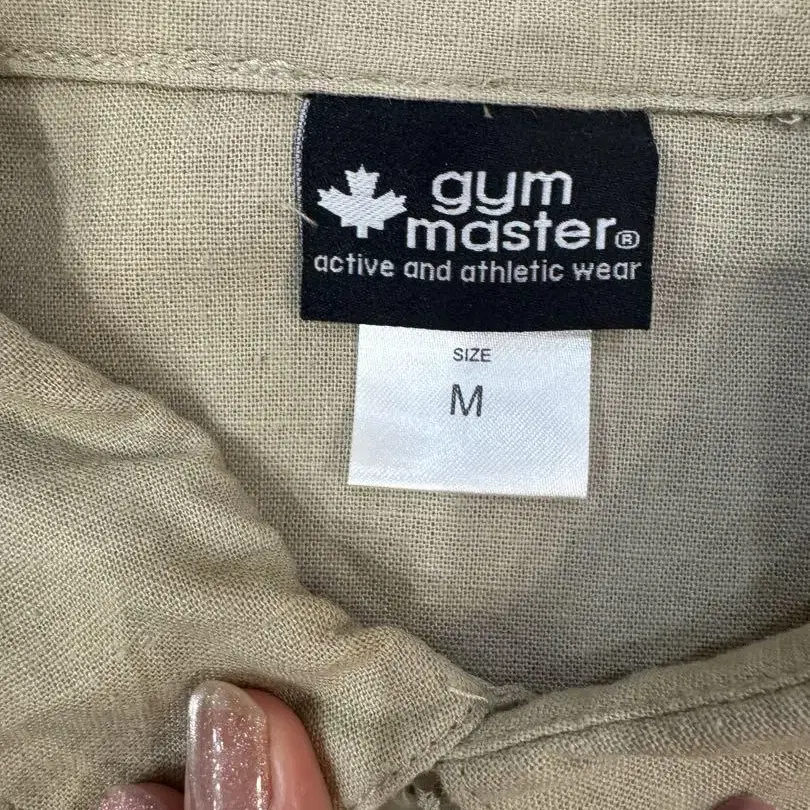 gym
master®
active and athletic wear
SIZE
M